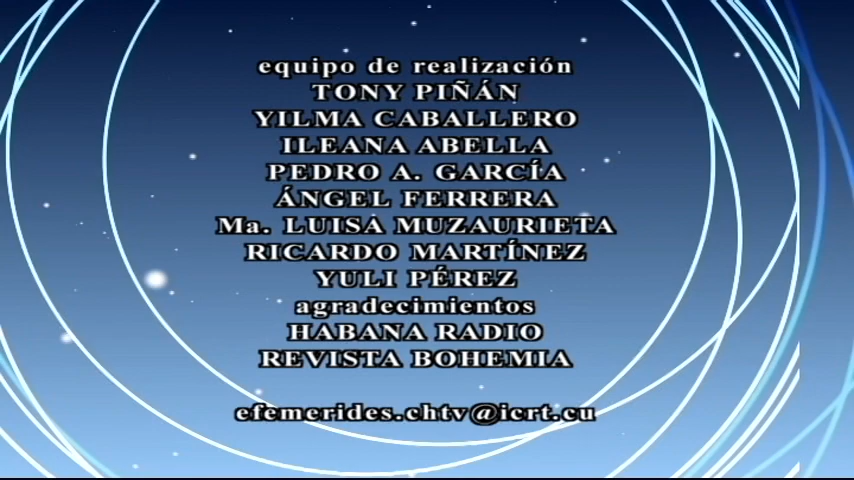 equipo de realización
TONY PIÑÁN
YILMA CABALLERO
ILEANA ABELLA
PEDRO A. GARCÍA
ÁNGEL FERRERA
Ma. LUISA MUZAURIETA
RICARDO MARTÍNEZ
YULI PÉREZ
agradecimientos
HABANA RADIO
REVISTA BOHEMIA
efemerides.chtv@icrt.cu